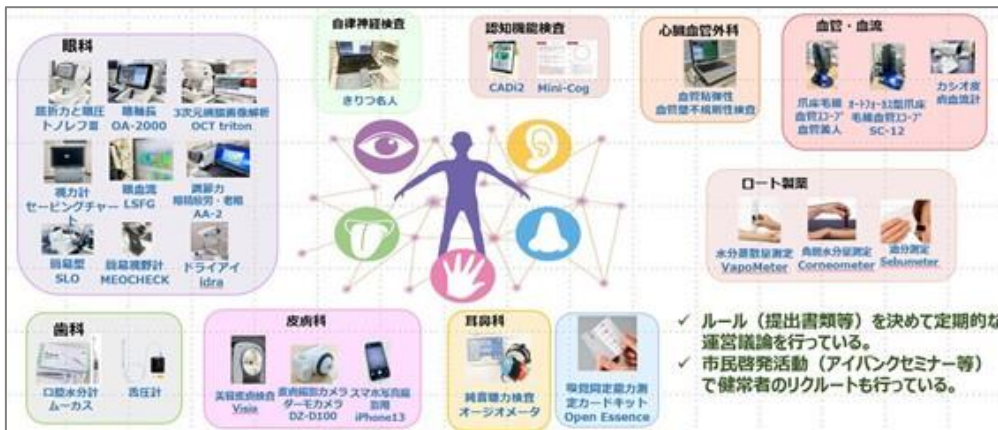 眼科
屈折力と眼圧
トノレフⅢ
眼軸長
OA-2000
3次元網膜画像解析
OCT triton
視力計
セービングチャー
ト
眼血流
LSFG
調節力
眼精疲労・老眼
AA-2
SLO
MEOCHECK
ドライアイ
idra
自律神経検査
きりつ名人
認知機能検査
CADi2
Mini-Cog
心臓血管外科
血管粘弾性
血管壁不規則性検査
血管・血流
爪床毛細
血管スコープ
血管美人
オートフォーカス型爪床
毛細血管スコープ
SC-12
カシオ皮
膚血流計
ロート製薬
水分蒸散量測定
VapoMeter
角層水分量測定
Corneometer
油分測定
Sebumeter
歯科
口腔水分計
ムーカス
舌圧計
皮膚科
美容皮膚検査
Visia
皮膚撮影カメラ
ダーモカメラ
DZ-D100
スマホ写真撮
影用
iPhone13
耳鼻科
純音聴力検査
オージオメータ
嗅覚同定能力測
定カードキット
Open Essence
✓ ルール（提出書類等）を決めて定期的な
運営議論を行っている。
✓ 市民啓発活動（アイバンクセミナー等）
で健常者のリクルートも行っている。